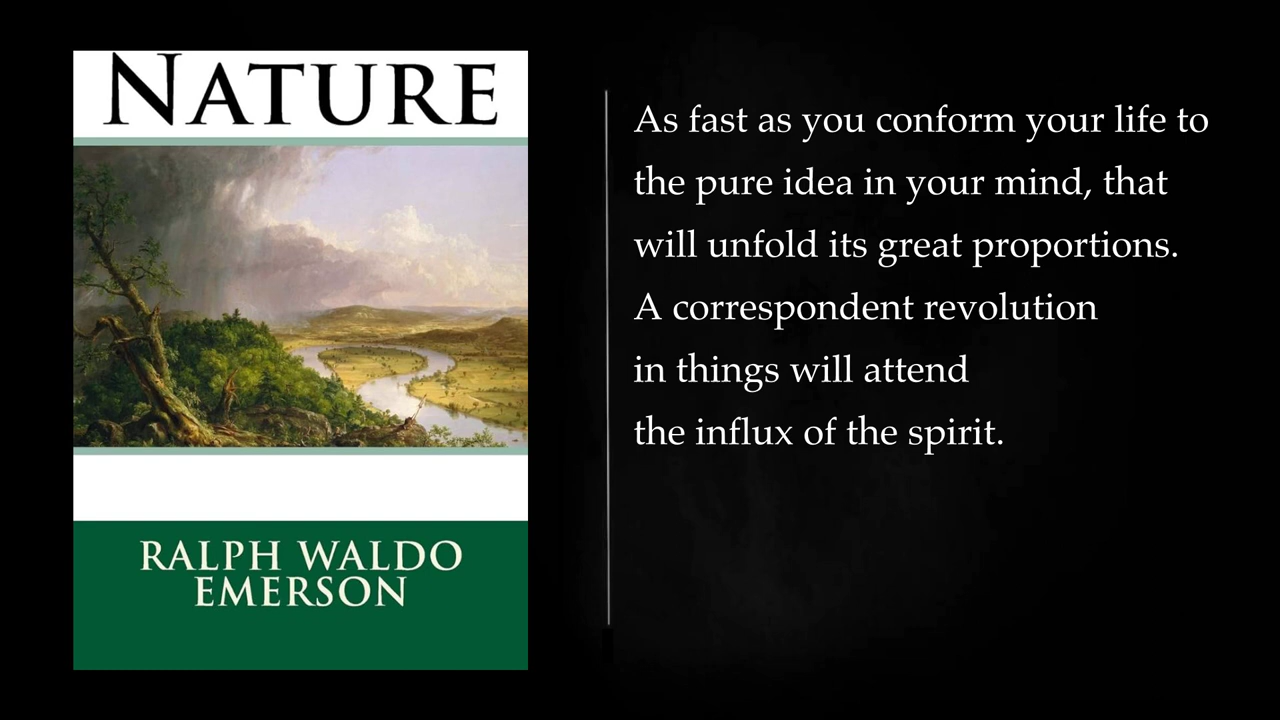 NATURE
RALPH WALDO
EMERSON
As fast as you conform your life to
the pure idea in your mind, that
will unfold its great proportions.
A correspondent revolution
in things will attend
the influx of the spirit.